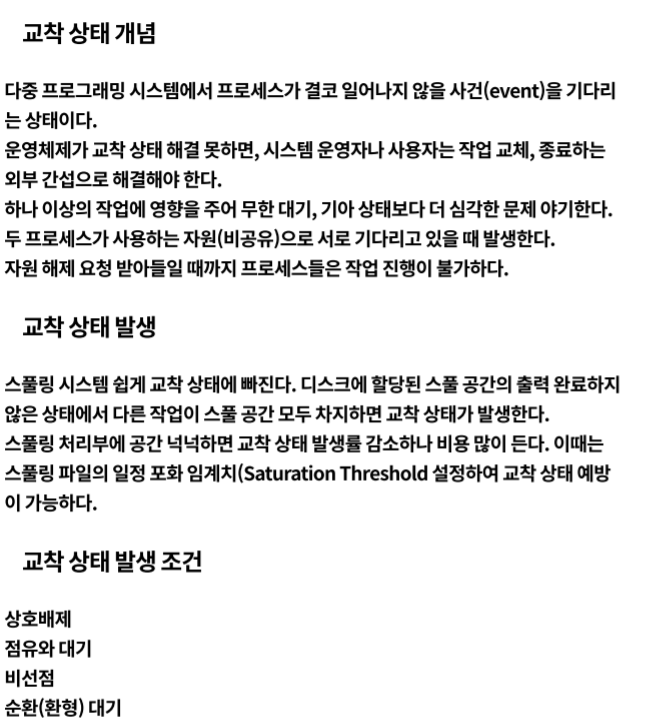 교착 상태 개념
다중 프로그래밍 시스템에서 프로세스가 결코 일어나지 않을 사건(event)을 기다리
는 상태이다.
운영체제가 교착 상태 해결 못하면, 시스템 운영자나 사용자는 작업 교체, 종료하는
외부 간섭으로 해결해야 한다.
하나 이상의 작업에 영향을 주어 무한 대기, 기아 상태보다 더 심각한 문제 야기한다.
두 프로세스가 사용하는 자원(비공유)으로 서로 기다리고 있을 때 발생한다.
자원 해제 요청 받아들일 때까지 프로세스들은 작업 진행이 불가하다.
교착 상태 발생
스풀링 시스템 쉽게 교착 상태에 빠진다. 디스크에 할당된 스풀 공간의 출력 완료하지
않은 상태에서 다른 작업이 스풀 공간 모두 차지하면 교착 상태가 발생한다.
스풀링 처리부에 공간 넉넉하면 교착 상태 발생률 감소하나 비용 많이 든다. 이때는
스풀링 파일의 일정 포화 임계치(Saturation Threshold 설정하여 교착 상태 예방
이 가능하다.
교착 상태 발생 조건
상호배제
점유와 대기
비선점
순환(환형) 대기